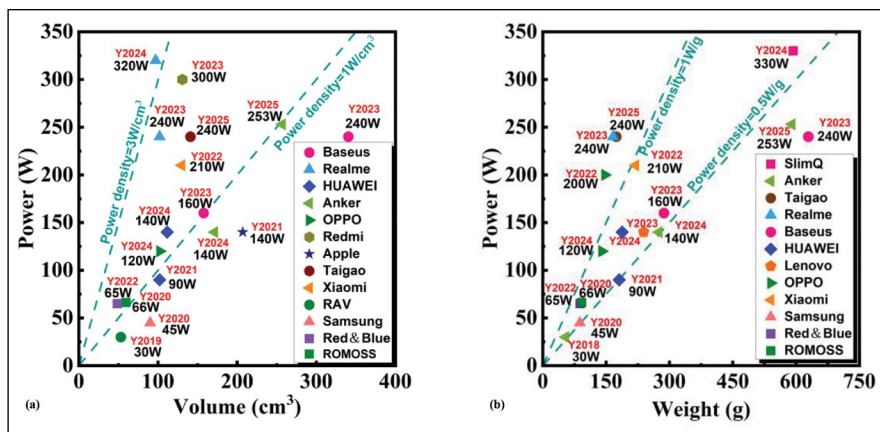 400
350
300
250
200
150
100
50
0
Power (W)
0
100
200
300
400
Volume (cm³)
(a)
Power density=3W/cm³
Power density=1W/cm³
Y2024
320W
Y2023
300W
Y2023
240W
Y2025
240W
Y2025
253W
Y2023
240W
Y2022
210W
Y2023
160W
Y2024
140W
Y2021
140W
Y2024
140W
Y2024
120W
Y2021
90W
Y2022
65W
66W
Y2020
45W
Y2019
30W
Baseus
Realme
HUAWEI
Anker
OPPO
Redmi
Apple
Taigao
Xiaomi
RAV
Samsung
Red&Blue
ROMOSS
400
350
300
250
200
150
100
50
0
Power (W)
0
150
300
450
600
750
Weight (g)
(b)
Power density=1W/g
Power density=0.5W/g
Y2024
330W
Y2025
240W
Y2023
240W
Y2025
253W
Y2023
240W
Y2022
210W
Y2022
200W
Y2023
160W
Y2023
Y2024
140W
Y2024
120W
Y2024
Y2021
90W
Y2022
65W
Y2020
66W
Y2020
45W
Y2018
30W
SlimQ
Anker
Taigao
Realme
Baseus
HUAWEI
Lenovo
OPPO
Xiaomi
Samsung
Red&Blue
ROMOSS